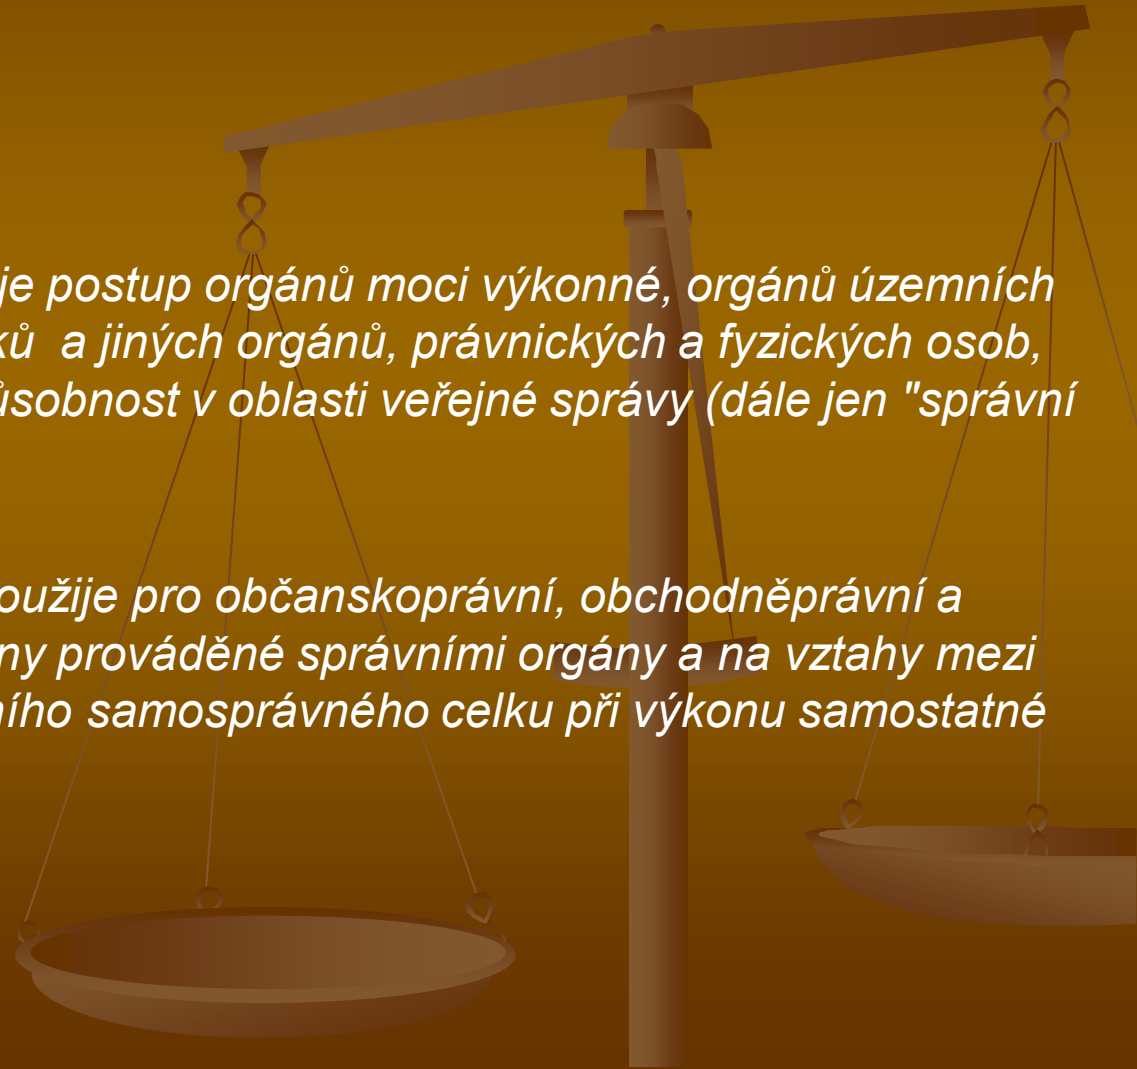 je postup orgánů moci výkonné, orgánů územních
ků a jiných orgánů, právnických a fyzických osob,
ůsobnost v oblasti veřejné správy (dále jen "správní
oužije pro občanskoprávní, obchodněprávní a
ny prováděné správními orgány a na vztahy mezi
ního samosprávného celku při výkonu samostatné